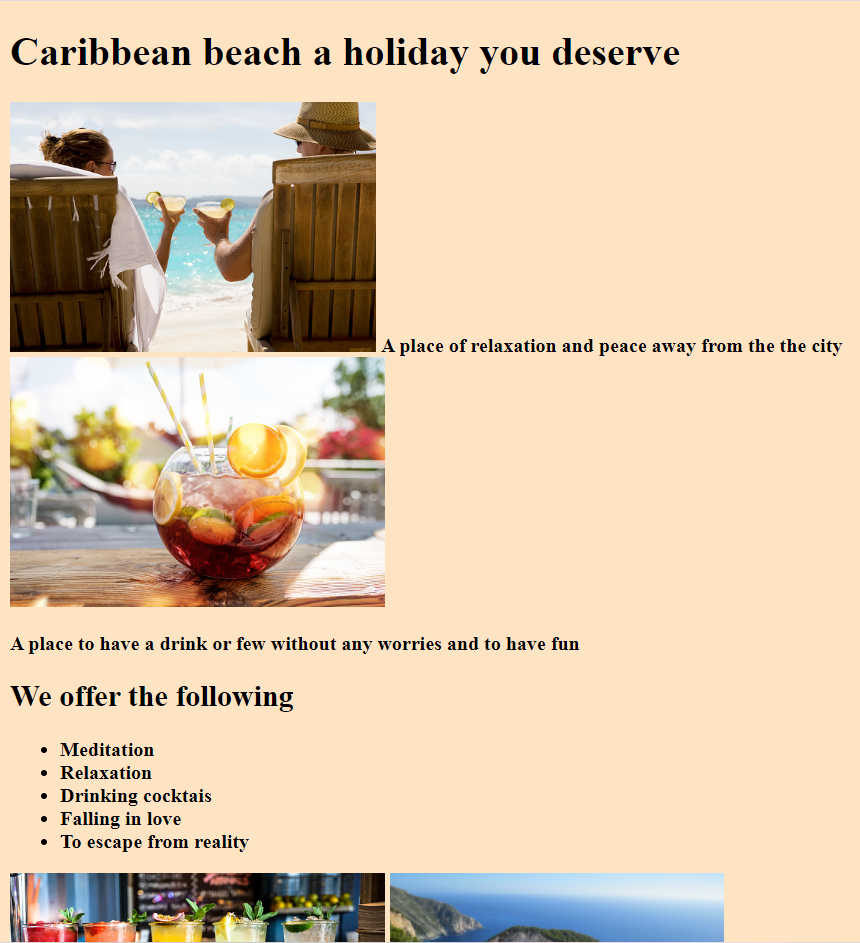 Caribbean beach a holiday you deserve
A place of relaxation and peace away from the the city
A place to have a drink or few without any worries and to have fun
We offer the following
Meditation
Relaxation
Drinking cocktais
Falling in love
To escape from reality